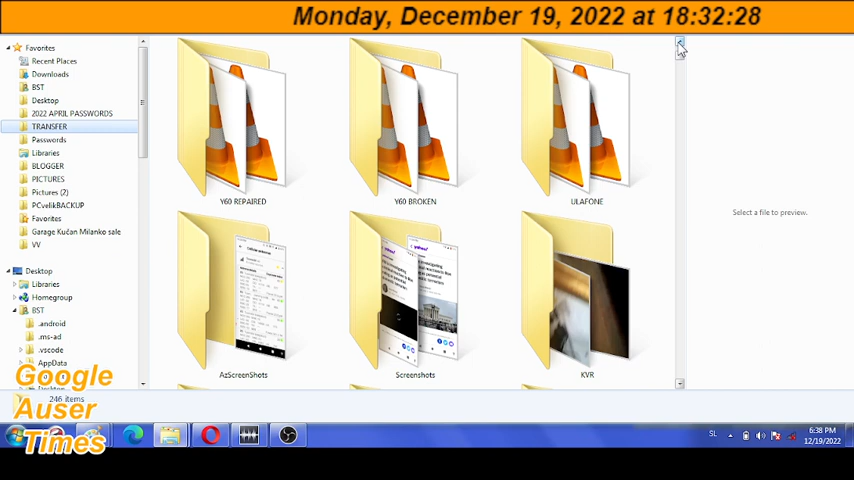 Monday, December 19, 2022 at 18:32:28
Favorites
Recent Places
Downloads
BST
Desktop
2022 APRIL PASSWORDS
TRANSFER
Passwords
Libraries
BLOGGER
PICTURES
Pictures (2)
PCvelikBACKUP
Favorites
Garage Kučan Milanko sale
VV
Desktop
Libraries
Homegroup
BST
.android
.ms-ad
.vscode
AppData
Y60 REPAIRED
Y60 BROKEN
ULAFONE
AzScreenShots
Screenshots
KVR
Select a file to preview.
246 items
Google
Auser
Times
SL
6:38 PM
12/19/2022